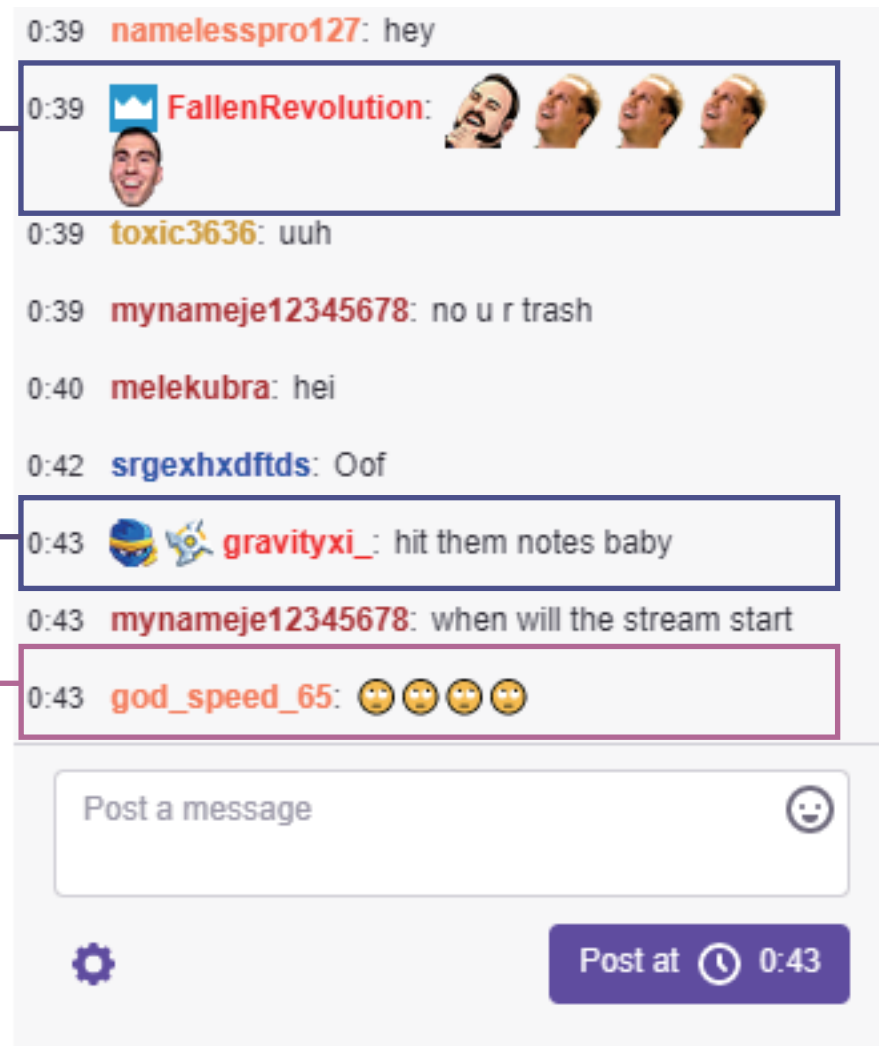 0:39 namelesspro127: hey
0:39 FallenRevolution:
0:39 toxic3636: uuh
0:39 mynameje12345678: no u r trash
0:40 melekubra: hei
0:42 srgexhxdftds: Oof
0:43 gravityxi_: hit them notes baby
0:43 mynameje12345678: when will the stream start
0:43 god_speed_65: 🙄🙄🙄🙄
Post a message
Post at 0:43